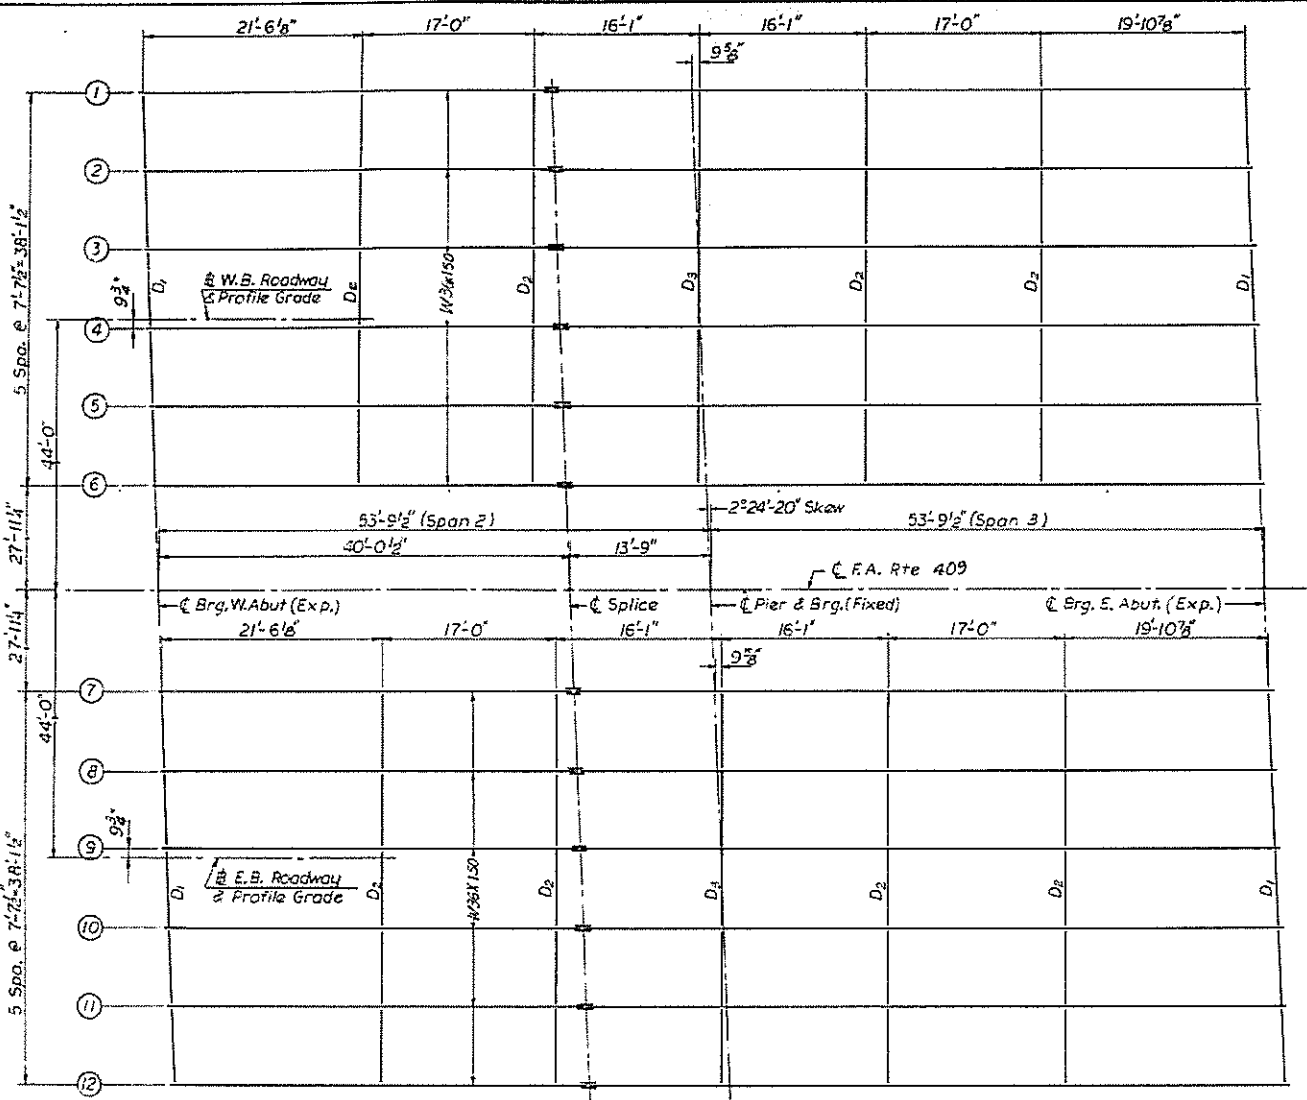 21'-6⅛" 17'-0" 16'-1" 16'-1" 17'-0" 19'-10⅞"
9⅝"
1
2
3
5 Spa. @ 7'-7½"=38'-1½"
9¾"
D1 D2 D2 D3 D2 D2 D1
℄ W.B. Roadway
& Profile Grade
W36x150
4
5
44'-0"
6
2°24'-20" Skew
53'-9½" (Span 2) 53'-9½" (Span 3)
27'-11¼"
40'-0½" 13'-9"
℄ F.A. Rte 409
℄ Brg. W. Abut (Exp.) ℄ Splice ℄ Pier & Brg. (Fixed) ℄ Brg. E. Abut. (Exp.)
27'-11¼"
21'-6⅛" 17'-0" 16'-1" 16'-1" 17'-0" 19'-10⅞"
9⅝"
7
44'-0"
8
9¾"
9
℄ E.B. Roadway
& Profile Grade
D1 D2 D2 D3 D2 D2 D1
W36X150
5 Spa. @ 7'-7½"=38'-1½"
10
11
12